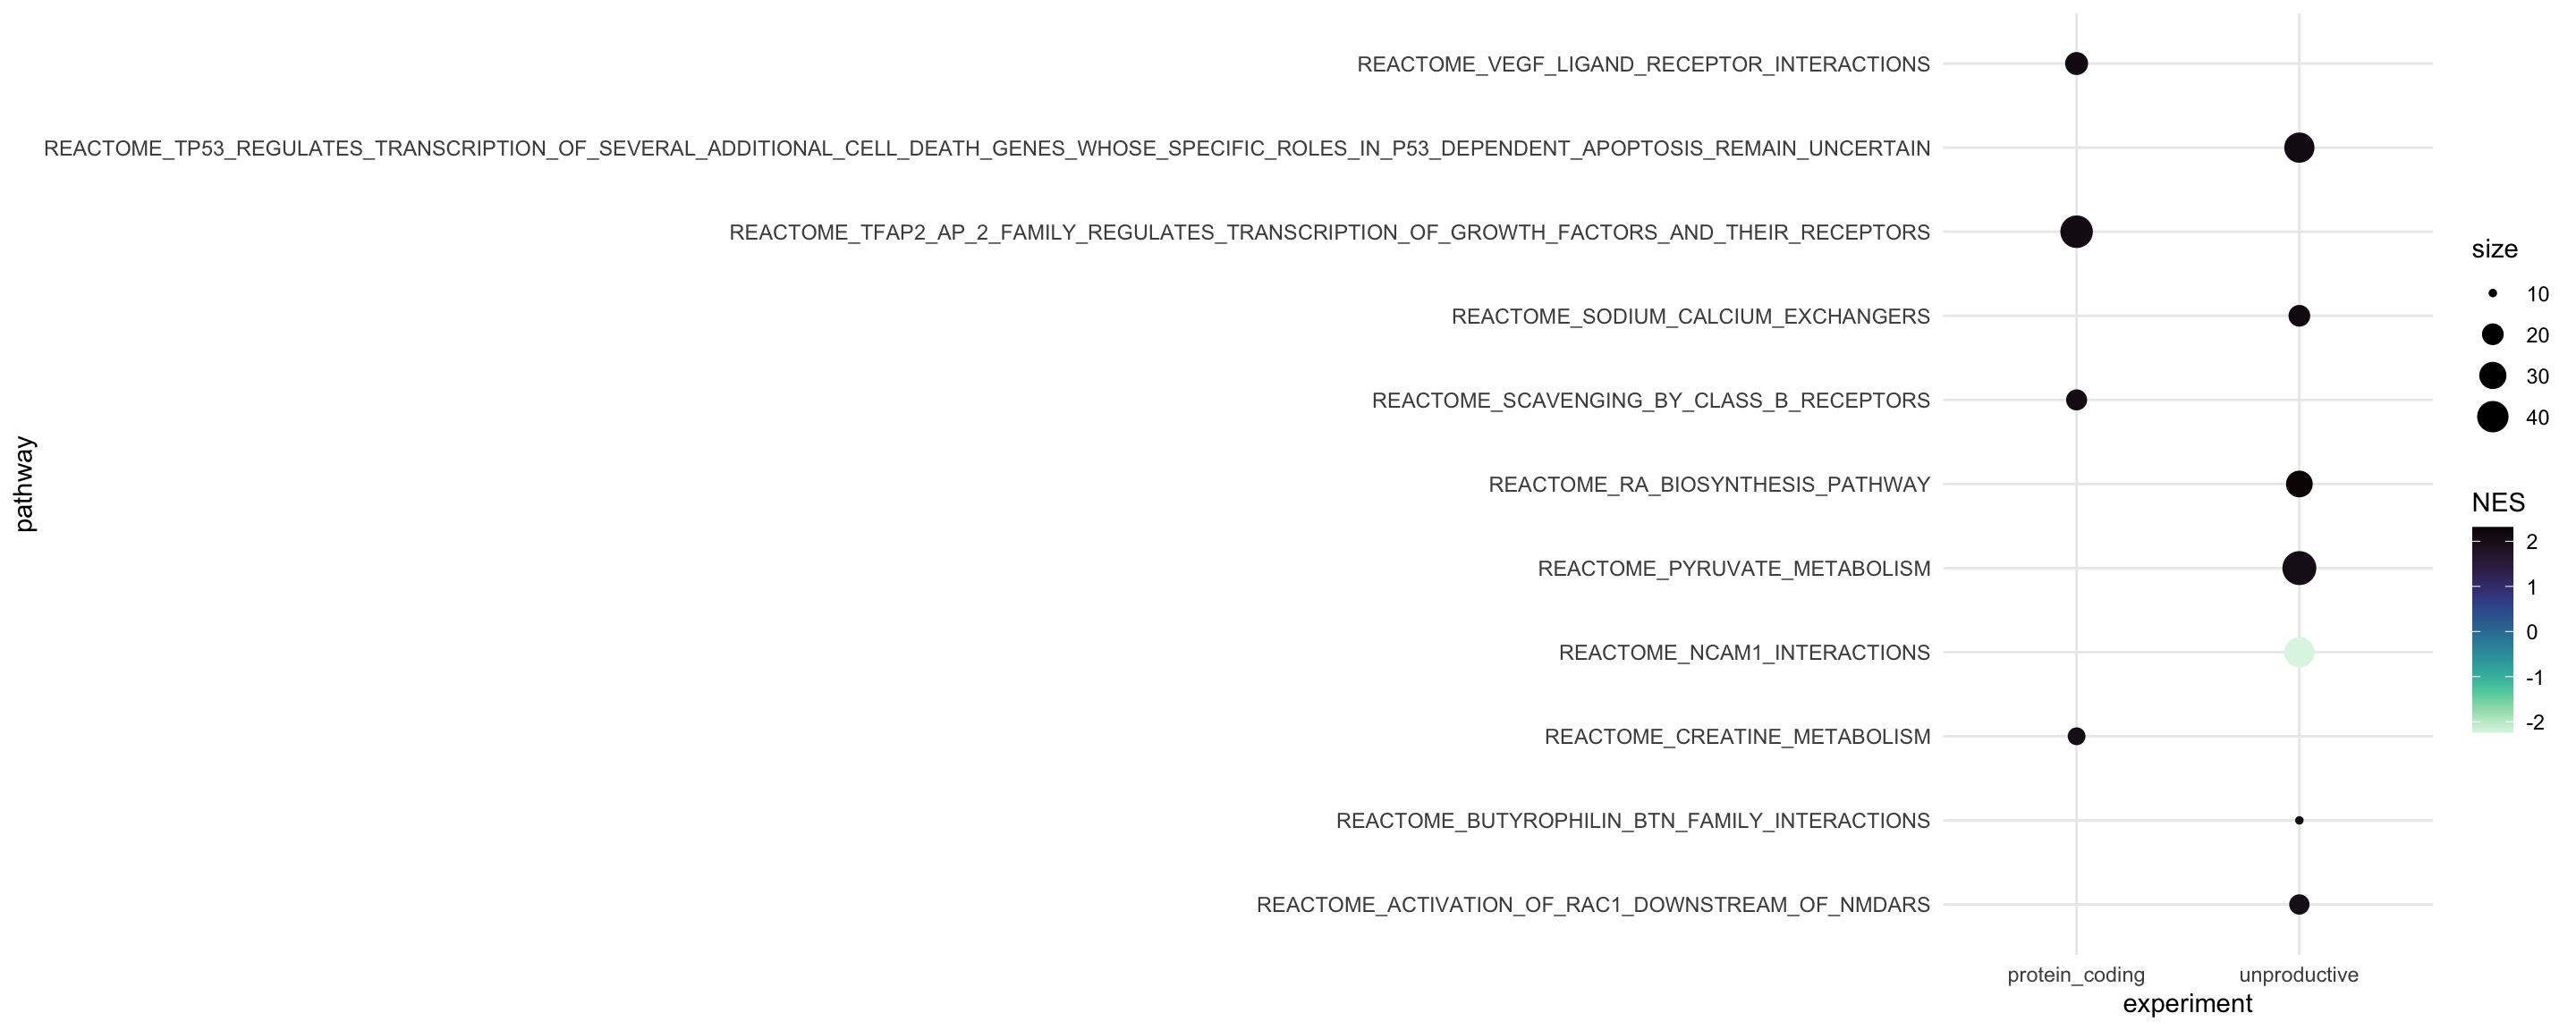 pathway
REACTOME_VEGF_LIGAND_RECEPTOR_INTERACTIONS
REACTOME_TP53_REGULATES_TRANSCRIPTION_OF_SEVERAL_ADDITIONAL_CELL_DEATH_GENES_WHOSE_SPECIFIC_ROLES_IN_P53_DEPENDENT_APOPTOSIS_REMAIN_UNCERTAIN
REACTOME_TFAP2_AP_2_FAMILY_REGULATES_TRANSCRIPTION_OF_GROWTH_FACTORS_AND_THEIR_RECEPTORS
REACTOME_SODIUM_CALCIUM_EXCHANGERS
REACTOME_SCAVENGING_BY_CLASS_B_RECEPTORS
REACTOME_RA_BIOSYNTHESIS_PATHWAY
REACTOME_PYRUVATE_METABOLISM
REACTOME_NCAM1_INTERACTIONS
REACTOME_CREATINE_METABOLISM
REACTOME_BUTYROPHILIN_BTN_FAMILY_INTERACTIONS
REACTOME_ACTIVATION_OF_RAC1_DOWNSTREAM_OF_NMDARS
protein_coding unproductive
experiment
size
10
20
30
40
NES
2
1
0
-1
-2